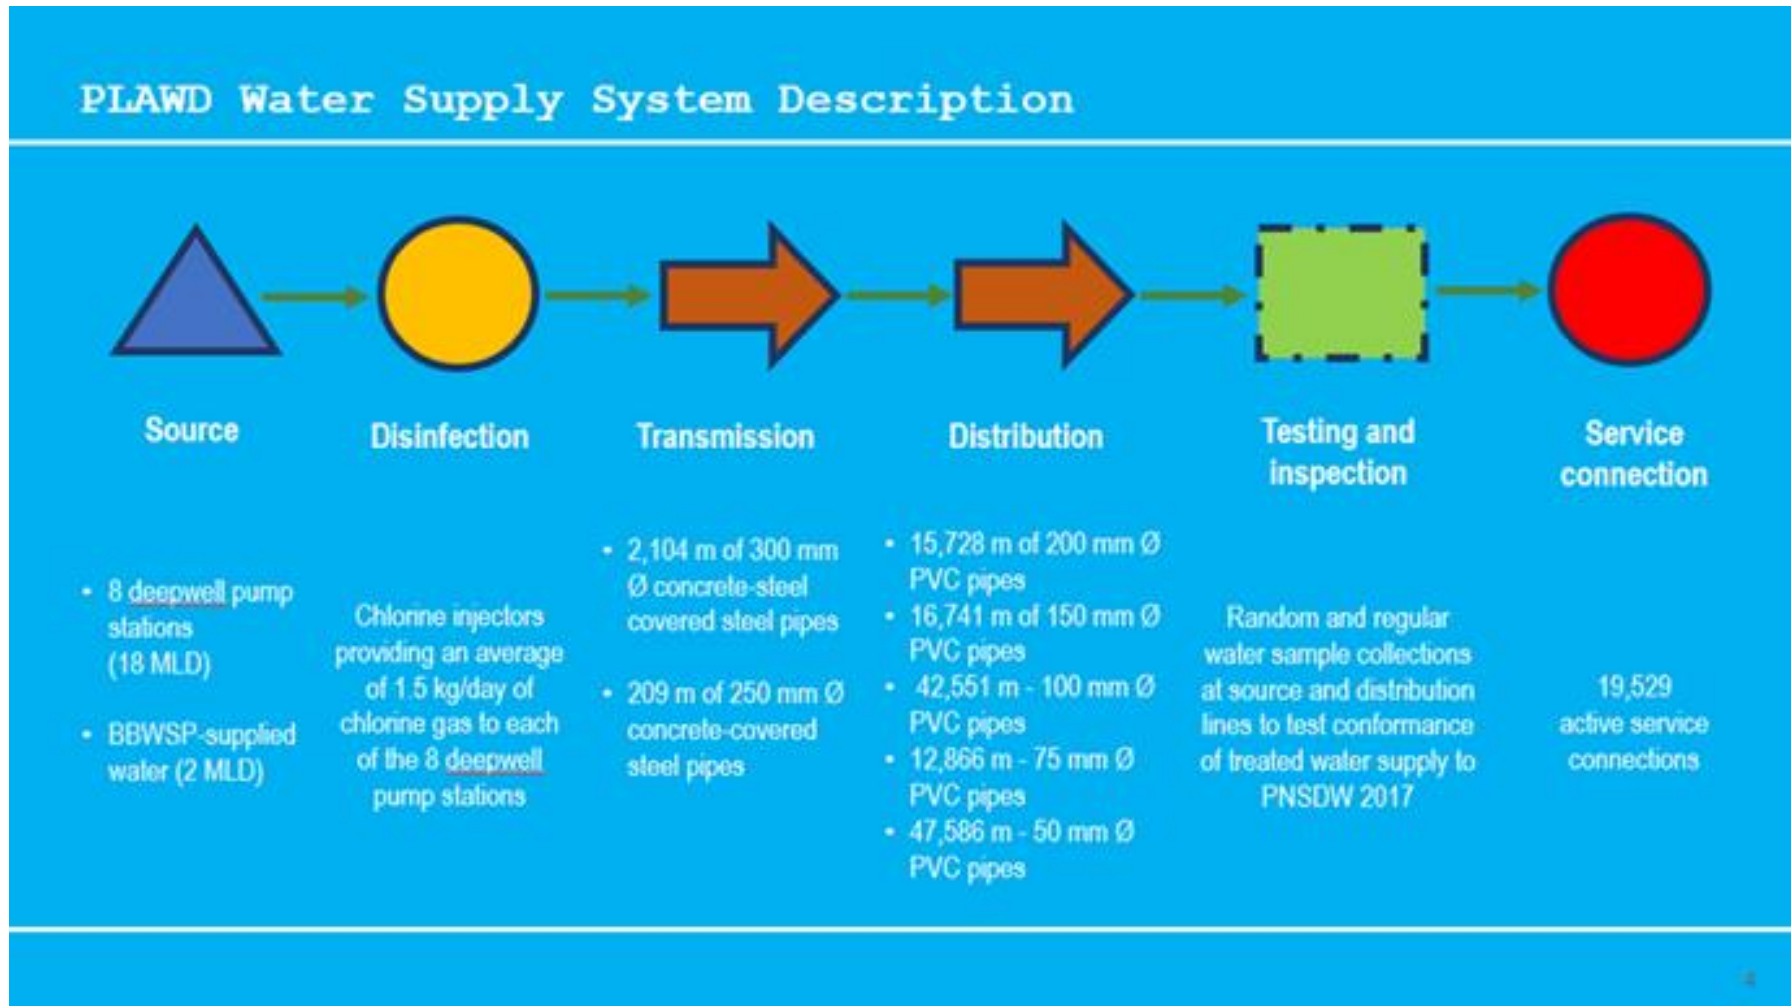 PLAWD Water Supply System Description
Source
Disinfection
Transmission
Distribution
Testing and
inspection
Service
connection
• 8 deepwell pump
stations
(18 MLD)
• BBWSP-supplied
water (2 MLD)
Chlorine injectors
providing an average
of 1.5 kg/day of
chlorine gas to each
of the 8 deepwell
pump stations
• 2,104 m of 300 mm
Ø concrete-steel
covered steel pipes
• 209 m of 250 mm Ø
concrete-covered
steel pipes
• 15,728 m of 200 mm Ø
PVC pipes
• 16,741 m of 150 mm Ø
PVC pipes
• 42,551 m - 100 mm Ø
PVC pipes
• 12,866 m - 75 mm Ø
PVC pipes
• 47,586 m - 50 mm Ø
PVC pipes
Random and regular
water sample collections
at source and distribution
lines to test conformance
of treated water supply to
PNSDW 2017
19,529
active service
connections
4